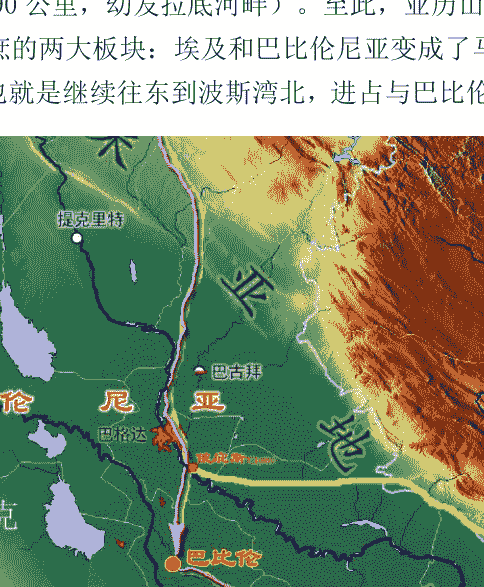 90 公里，幼发拉底河畔）。至此，亚历山
庶的两大板块：埃及和巴比伦尼亚变成了马
也就是继续往东到波斯湾北，进占与巴比伦
提克里特
亚
巴古拜
伦 尼 亚
巴格达
地
克
巴比伦